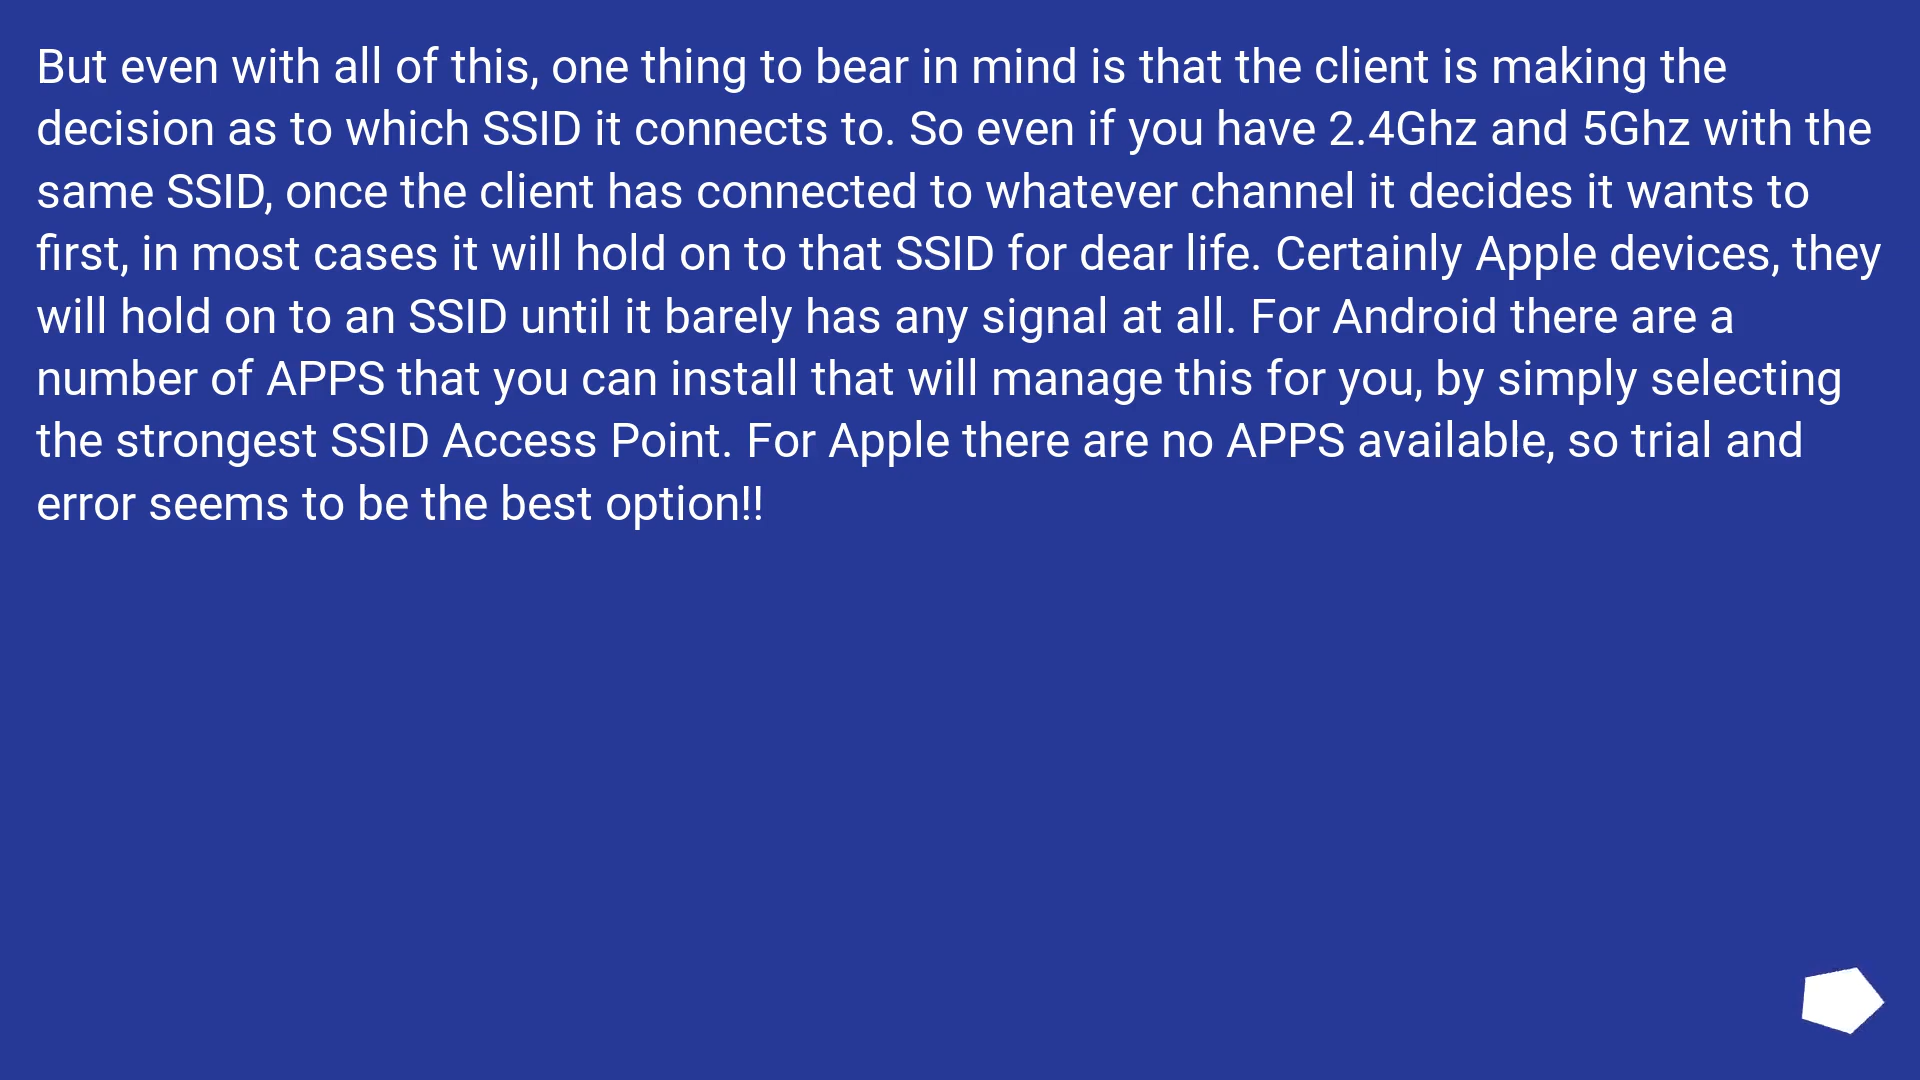 But even with all of this, one thing to bear in mind is that the client is making the
decision as to which SSID it connects to. So even if you have 2.4Ghz and 5Ghz with the
same SSID, once the client has connected to whatever channel it decides it wants to
first, in most cases it will hold on to that SSID for dear life. Certainly Apple devices, they
will hold on to an SSID until it barely has any signal at all. For Android there are a
number of APPS that you can install that will manage this for you, by simply selecting
the strongest SSID Access Point. For Apple there are no APPS available, so trial and
error seems to be the best option!!